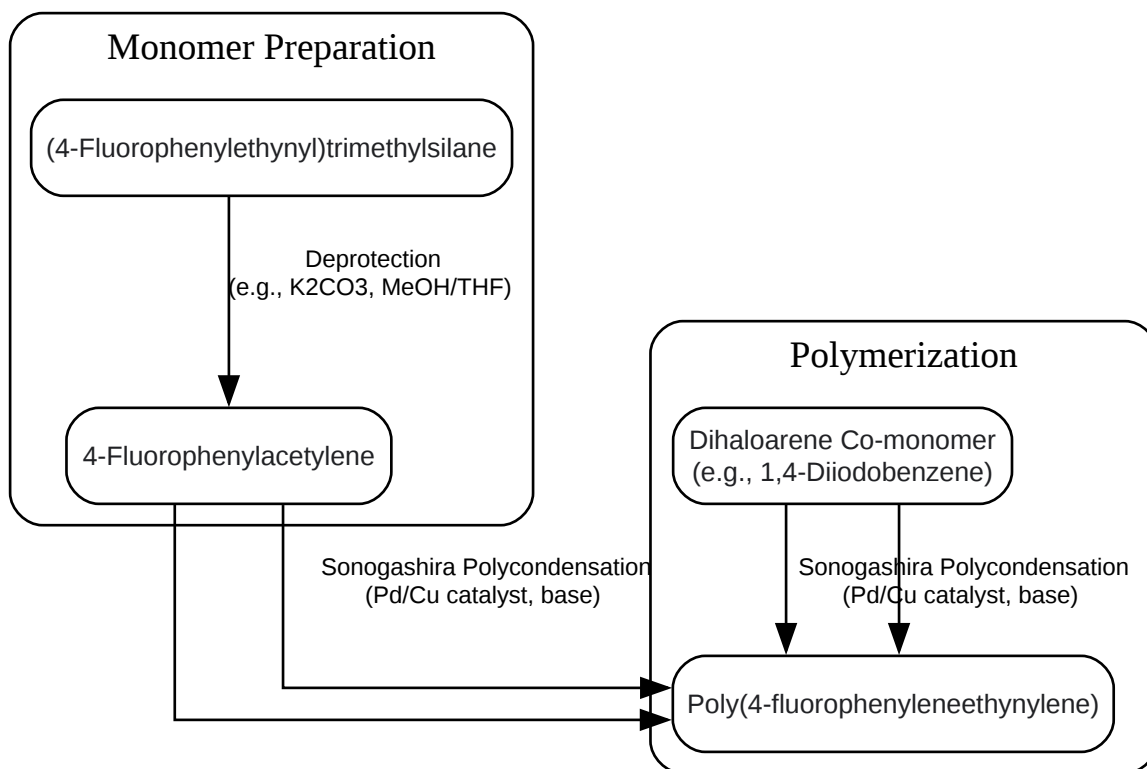 Monomer Preparation
(4-Fluorophenylethynyl)trimethylsilane
Deprotection
(e.g., K2CO3, MeOH/THF)
4-Fluorophenylacetylene
Sonogashira Polycondensation
(Pd/Cu catalyst, base)
Polymerization
Dihaloarene Co-monomer
(e.g., 1,4-Diiodobenzene)
Sonogashira Polycondensation
(Pd/Cu catalyst, base)
Poly(4-fluorophenyleneethynylene)